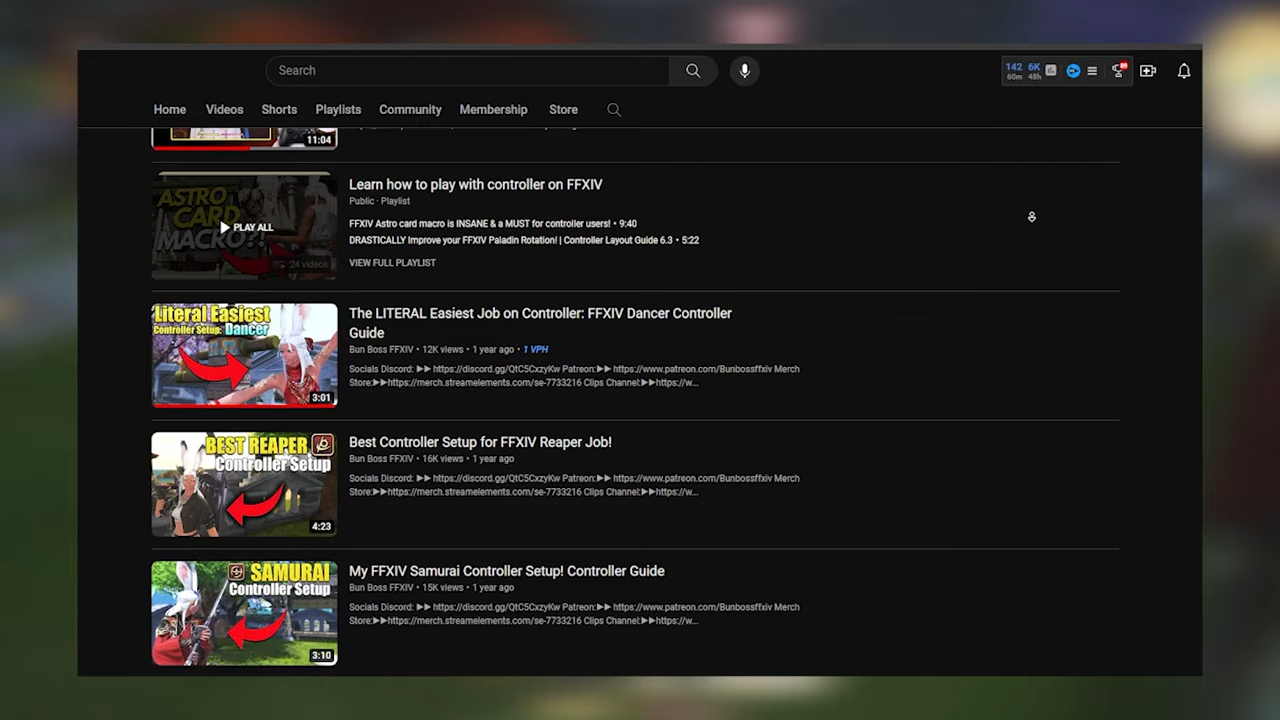 Search
142 6K
60m 48h
89
Home Videos Shorts Playlists Community Membership Store
11:04
ASTRO
CARD
MACRO?!
PLAY ALL
24 videos
Learn how to play with controller on FFXIV
Public · Playlist
FFXIV Astro card macro is INSANE & a MUST for controller users! • 9:40
DRASTICALLY Improve your FFXIV Paladin Rotation! | Controller Layout Guide 6.3 • 5:22
VIEW FULL PLAYLIST
Literal Easiest
Controller Setup: Dancer
3:01
The LITERAL Easiest Job on Controller: FFXIV Dancer Controller
Guide
Bun Boss FFXIV • 12K views • 1 year ago • 1 VPH
Socials Discord: ▶▶ https://discord.gg/QtC5CxzyKw Patreon:▶▶ https://www.patreon.com/Bunbossffxiv Merch
Store:▶▶https://merch.streamelements.com/se-7733216 Clips Channel:▶▶https://w...
BEST REAPER
Controller Setup
4:23
Best Controller Setup for FFXIV Reaper Job!
Bun Boss FFXIV • 16K views • 1 year ago
Socials Discord: ▶▶ https://discord.gg/QtC5CxzyKw Patreon:▶▶ https://www.patreon.com/Bunbossffxiv Merch
Store:▶▶https://merch.streamelements.com/se-7733216 Clips Channel:▶▶https://w...
SAMURAI
Controller Setup
3:10
My FFXIV Samurai Controller Setup! Controller Guide
Bun Boss FFXIV • 15K views • 1 year ago
Socials Discord: ▶▶ https://discord.gg/QtC5CxzyKw Patreon:▶▶ https://www.patreon.com/Bunbossffxiv Merch
Store:▶▶https://merch.streamelements.com/se-7733216 Clips Channel:▶▶https://w...